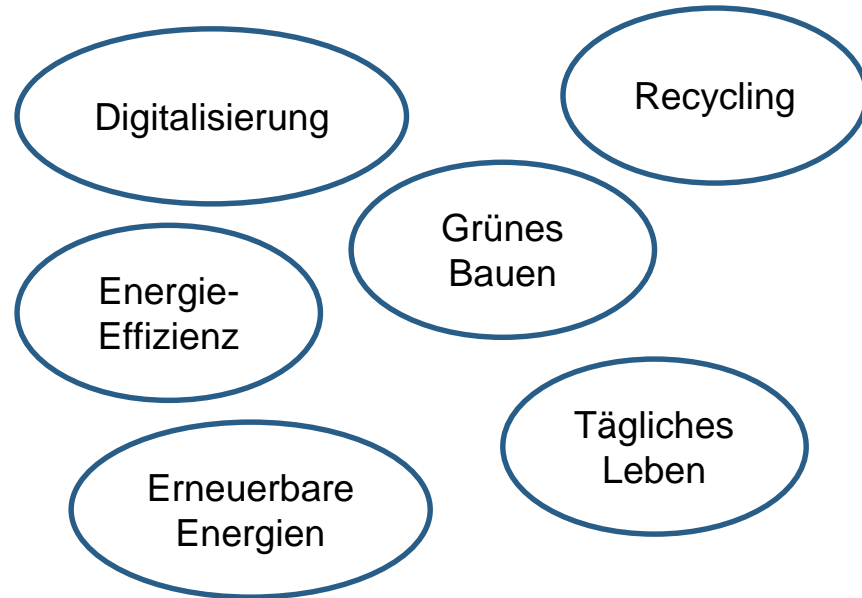 Digitalisierung
Recycling
Grünes
Bauen
Energie-
Effizienz
Tägliches
Leben
Erneuerbare
Energien